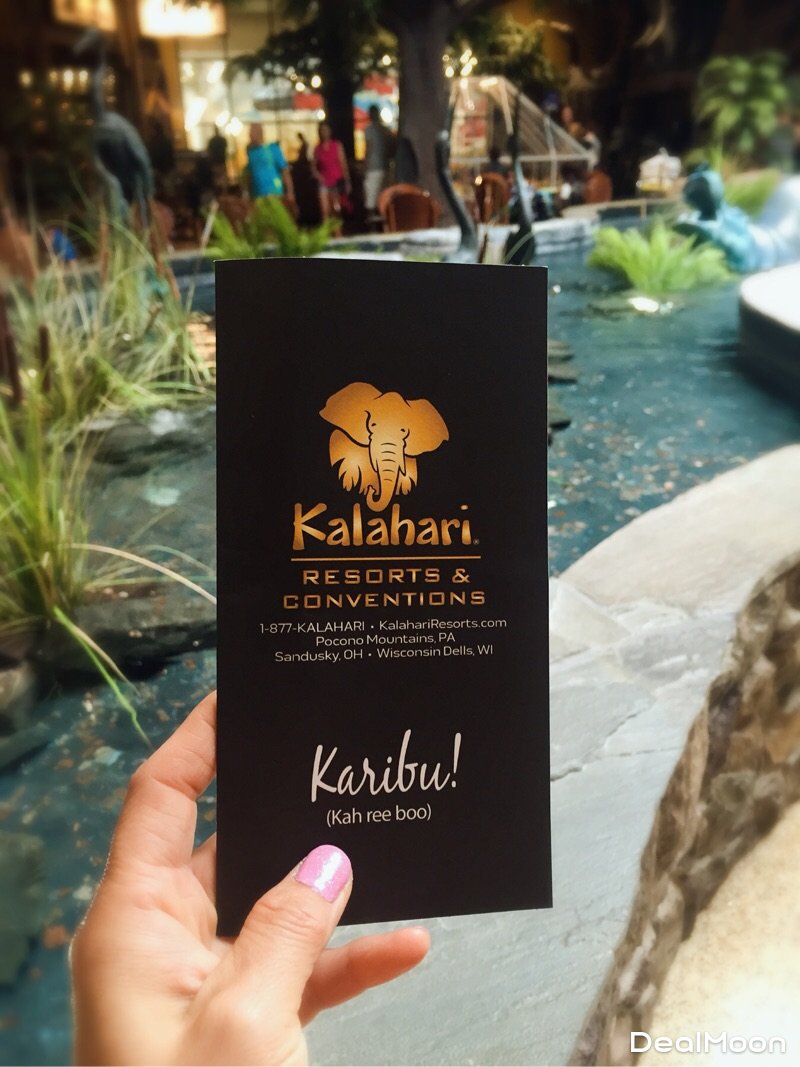 Kalahari®
RESORTS &
CONVENTIONS
1-877-KALAHARI • KalahariResorts.com
Pocono Mountains, PA
Sandusky, OH • Wisconsin Dells, WI
Karibu!
(Kah ree boo)
DealMoon